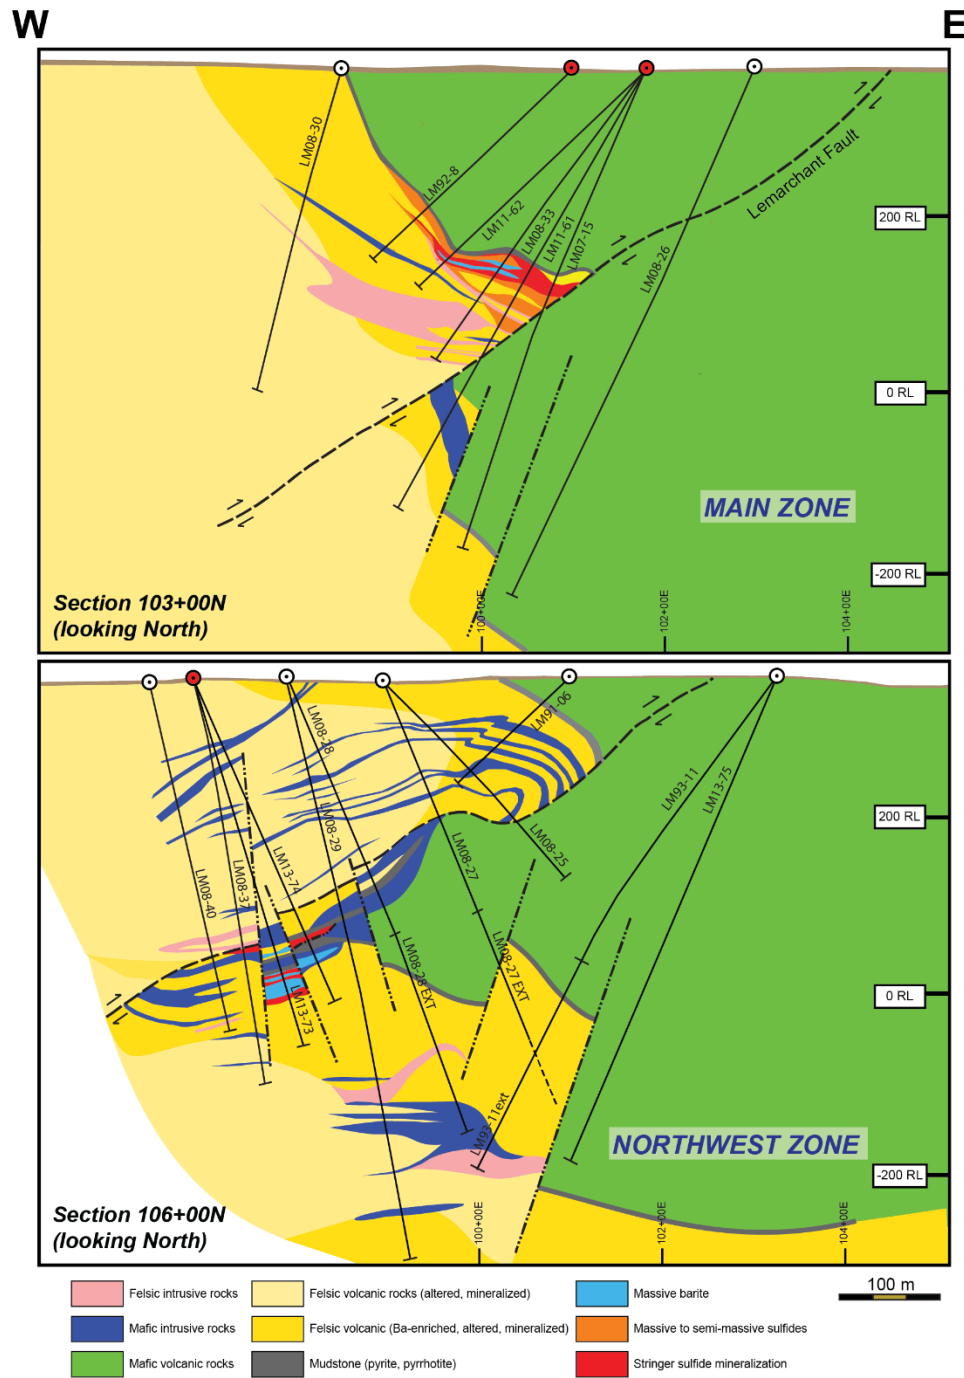 W
E
LM08-30
LM92-8
LM11-62
LM08-33
LM11-61
LM07-15
LM08-26
Lemarchant Fault
200 RL
0 RL
-200 RL
MAIN ZONE
Section 103+00N
(looking North)
100+00E
102+00E
104+00E
LM91-06
LM08-28
LM08-29
LM13-74
LM08-37
LM08-40
LM08-27
LM08-25
LM93-11
LM13-75
LM13-73
LM08-28 EXT
LM08-27 EXT
LM93-11ext
200 RL
0 RL
-200 RL
NORTHWEST ZONE
Section 106+00N
(looking North)
100+00E
102+00E
104+00E
Felsic intrusive rocks
Mafic intrusive rocks
Mafic volcanic rocks
Felsic volcanic rocks (altered, mineralized)
Felsic volcanic (Ba-enriched, altered, mineralized)
Mudstone (pyrite, pyrrhotite)
Massive barite
Massive to semi-massive sulfides
Stringer sulfide mineralization
100 m